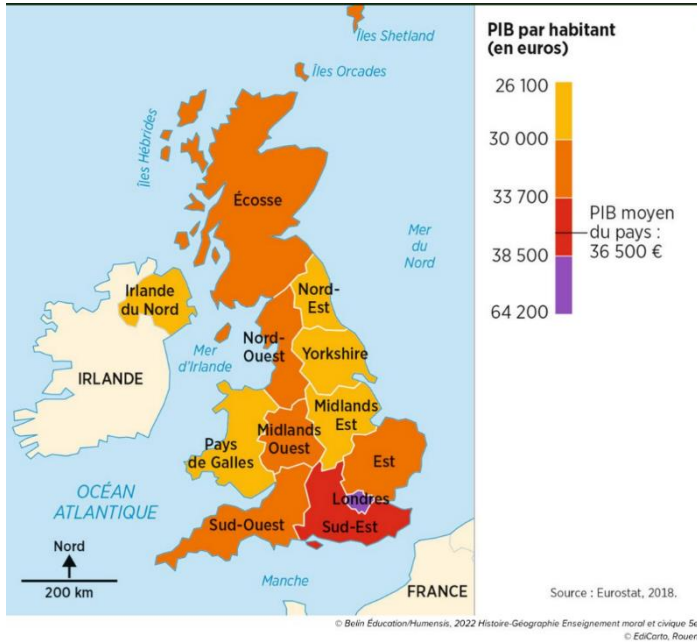 Îles Shetland
Îles Orcades
Îles Hébrides
Écosse
Mer
du
Nord
Irlande
du Nord
Nord-
Est
Nord-
Ouest
Mer
d'Irlande
Yorkshire
IRLANDE
Midlands
Est
Midlands
Ouest
Pays
de Galles
Est
OCÉAN
ATLANTIQUE
Londres
Sud-Ouest
Sud-Est
Nord
200 km
Manche
FRANCE
PIB par habitant
(en euros)
26 100
30 000
33 700
PIB moyen
du pays :
36 500 €
38 500
64 200
Source : Eurostat, 2018.
© Belin Éducation/Humensis, 2022 Histoire-Géographie Enseignement moral et civique Se
© EdiCarto, Rouen